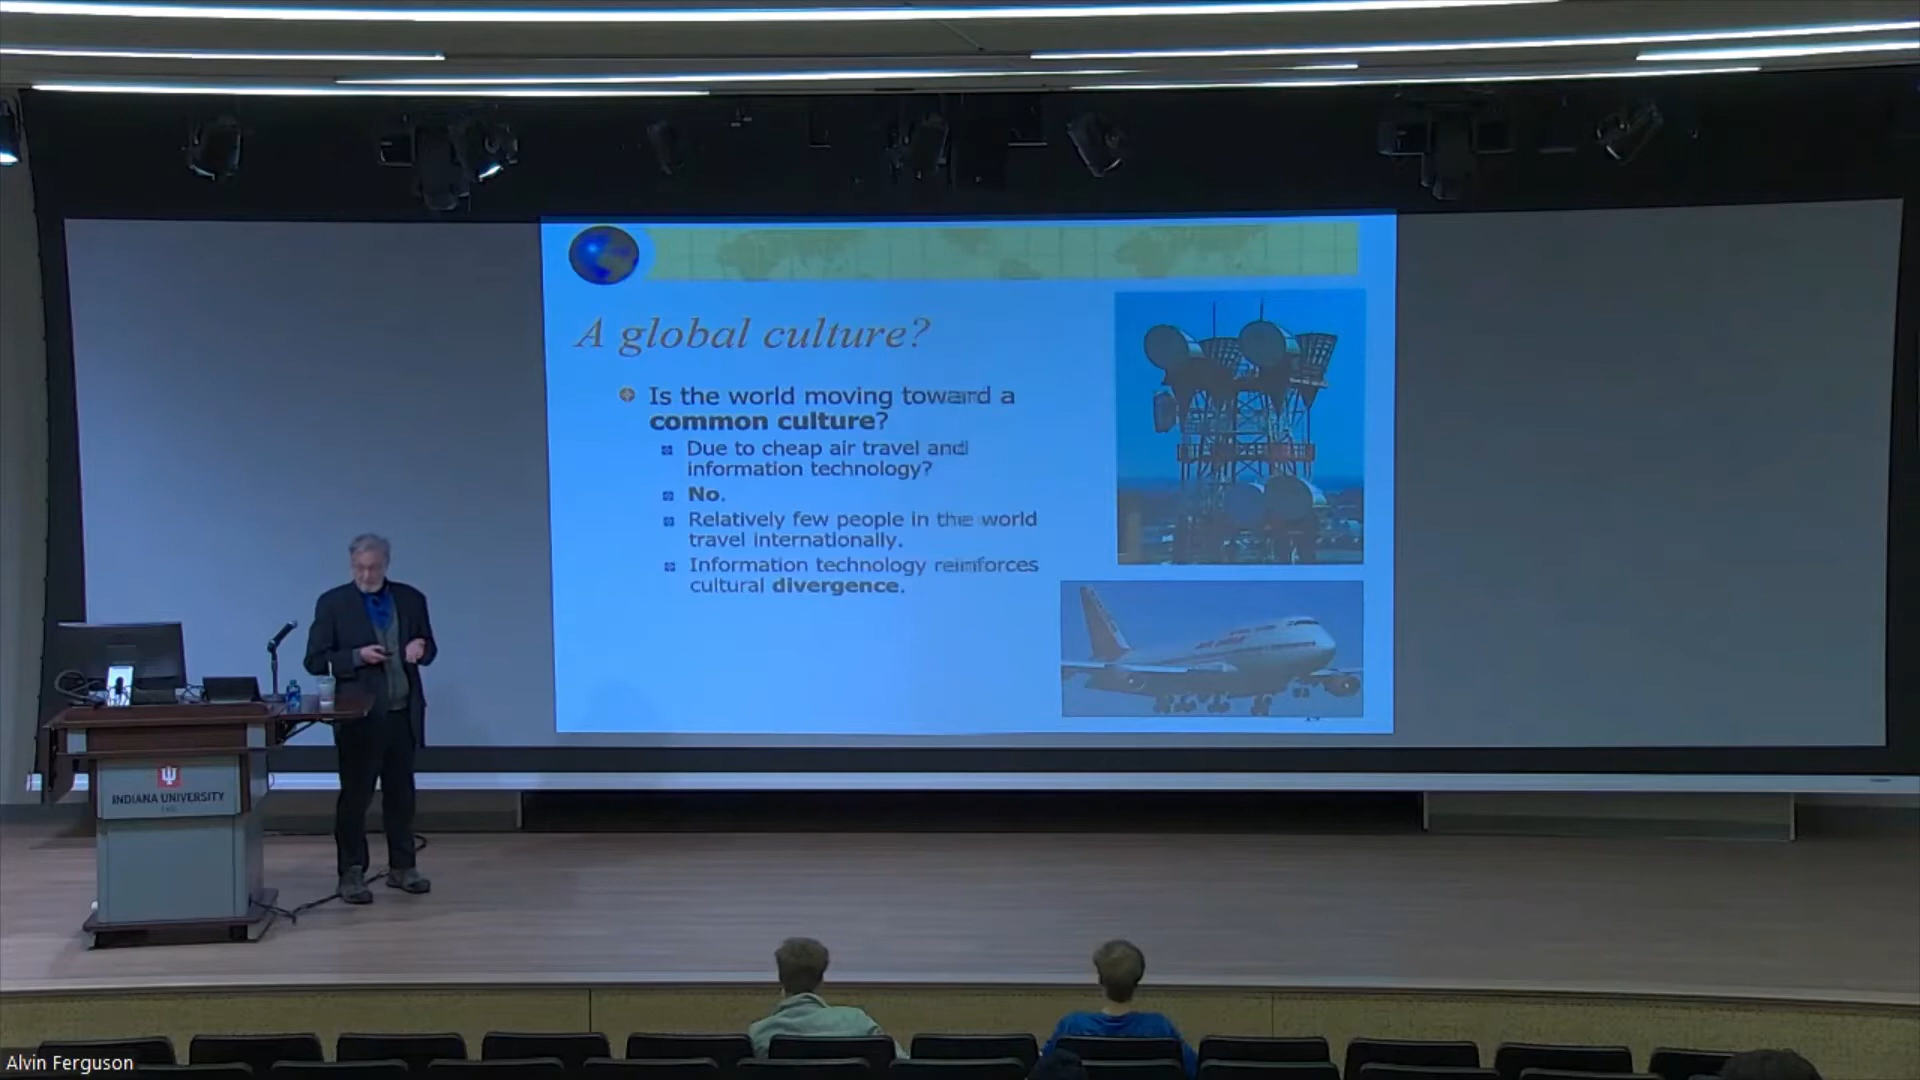 A global culture?
Is the world moving toward a
common culture?
Due to cheap air travel and
information technology?
No.
Relatively few people in the world
travel internationally.
Information technology reinforces
cultural divergence.
INDIANA UNIVERSITY
Alvin Ferguson